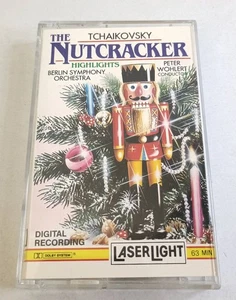 TCHAIKOVSKY
THE
NUTCRACKER
HIGHLIGHTS
BERLIN SYMPHONY
ORCHESTRA
PETER
WOHLERT
CONDUCTOR
DIGITAL
RECORDING
DOLBY SYSTEM
LASERLIGHT
63 MIN